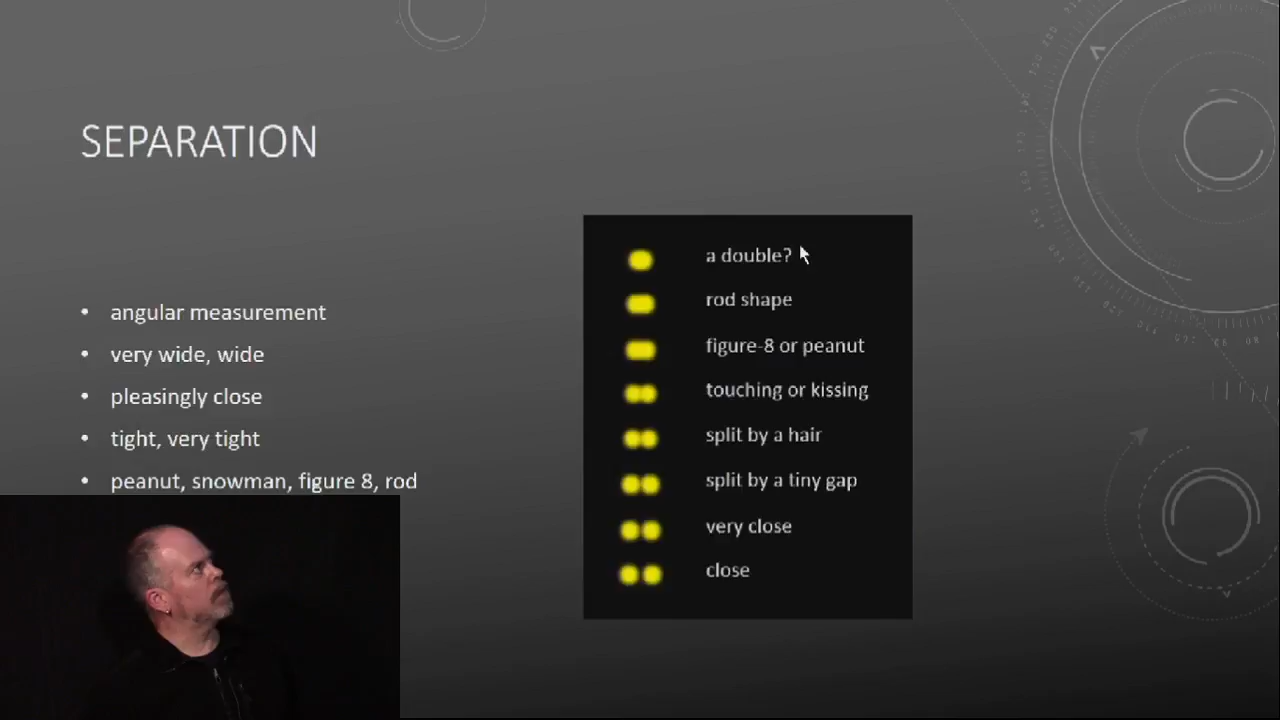 SEPARATION
• angular measurement
• very wide, wide
• pleasingly close
• tight, very tight
• peanut, snowman, figure 8, rod
a double?
rod shape
figure-8 or peanut
touching or kissing
split by a hair
split by a tiny gap
very close
close